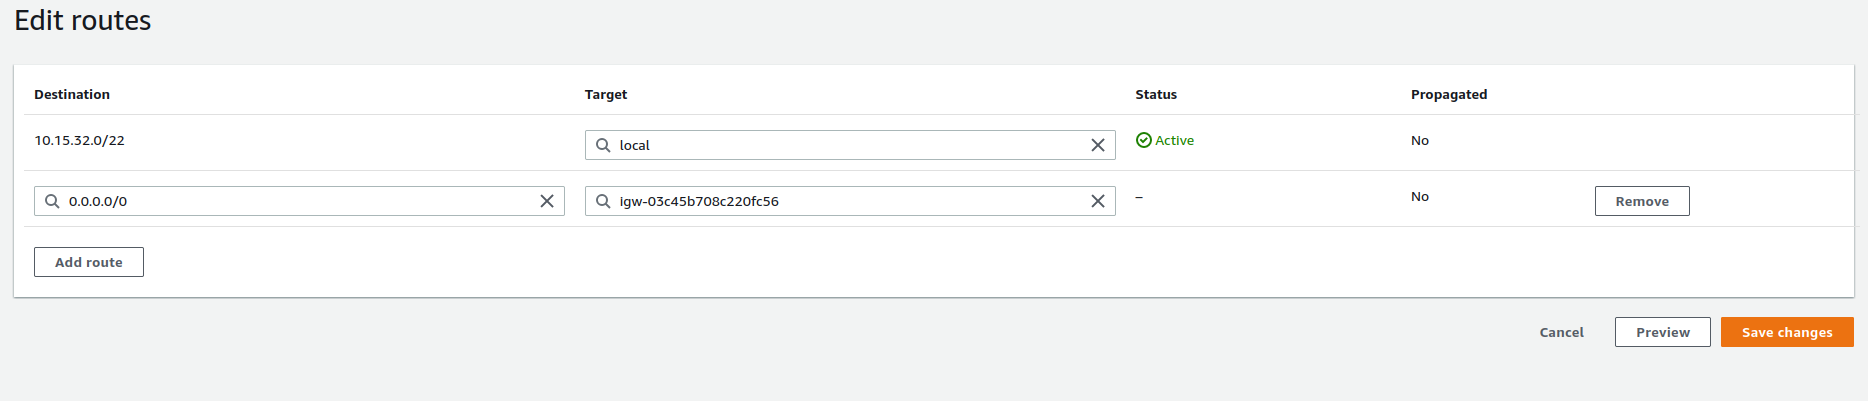 Edit routes
Destination Target Status Propagated
10.15.32.0/22 local Active No
0.0.0.0/0 igw-03c45b708c220fc56 – No Remove
Add route
Cancel Preview Save changes